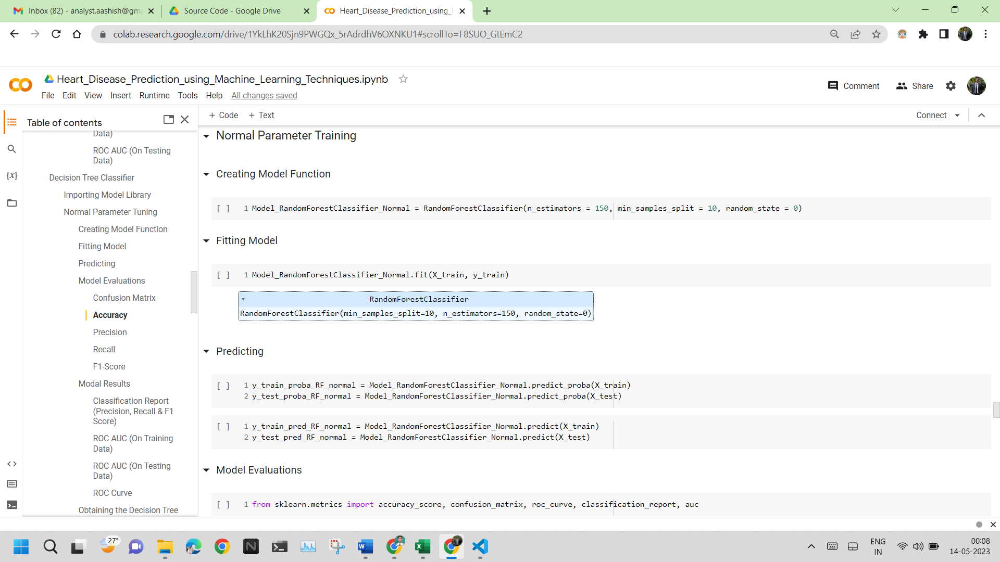 Inbox (82) - analyst.aashish@gm
Source Code - Google Drive
Heart_Disease_Prediction_using_
colab.research.google.com/drive/1YkLhK20Sjn9PWGQx_5rAdrdhV6OXNKU1#scrollTo=F8SUO_GtEmC2
Heart_Disease_Prediction_using_Machine_Learning_Techniques.ipynb
File Edit View Insert Runtime Tools Help All changes saved
Comment Share
Table of contents
Data)
ROC AUC (On Testing
Data)
Decision Tree Classifier
Importing Model Library
Normal Parameter Tuning
Creating Model Function
Fitting Model
Predicting
Model Evaluations
Confusion Matrix
Accuracy
Precision
Recall
F1-Score
Modal Results
Classification Report
(Precision, Recall & F1
Score)
ROC AUC (On Training
Data)
ROC AUC (On Testing
Data)
ROC Curve
Obtaining the Decision Tree
+ Code + Text
Connect
Normal Parameter Training
Creating Model Function
[ ] 1 Model_RandomForestClassifier_Normal = RandomForestClassifier(n_estimators = 150, min_samples_split = 10, random_state = 0)
Fitting Model
[ ] 1 Model_RandomForestClassifier_Normal.fit(X_train, y_train)
RandomForestClassifier
RandomForestClassifier(min_samples_split=10, n_estimators=150, random_state=0)
Predicting
[ ] 1 y_train_proba_RF_normal = Model_RandomForestClassifier_Normal.predict_proba(X_train)
2 y_test_proba_RF_normal = Model_RandomForestClassifier_Normal.predict_proba(X_test)
[ ] 1 y_train_pred_RF_normal = Model_RandomForestClassifier_Normal.predict(X_train)
2 y_test_pred_RF_normal = Model_RandomForestClassifier_Normal.predict(X_test)
Model Evaluations
[ ] 1 from sklearn.metrics import accuracy_score, confusion_matrix, roc_curve, classification_report, auc
27°
ENG
IN
00:08
14-05-2023